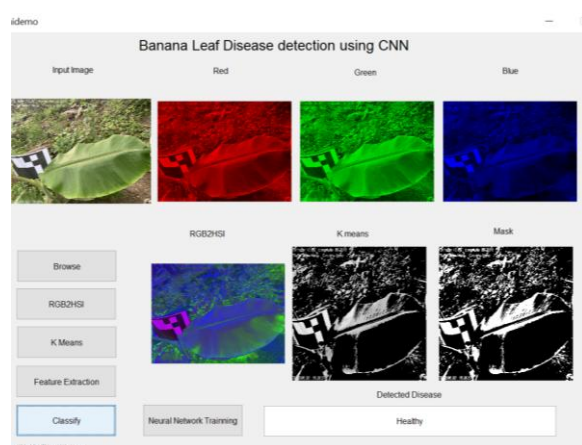 idemo
Banana Leaf Disease detection using CNN
Input Image
Red
Green
Blue
RGB2HSI
K means
Mask
Browse
RGB2HSI
K Means
Feature Extraction
Detected Disease
Classify
Neural Network Trainning
Healthy